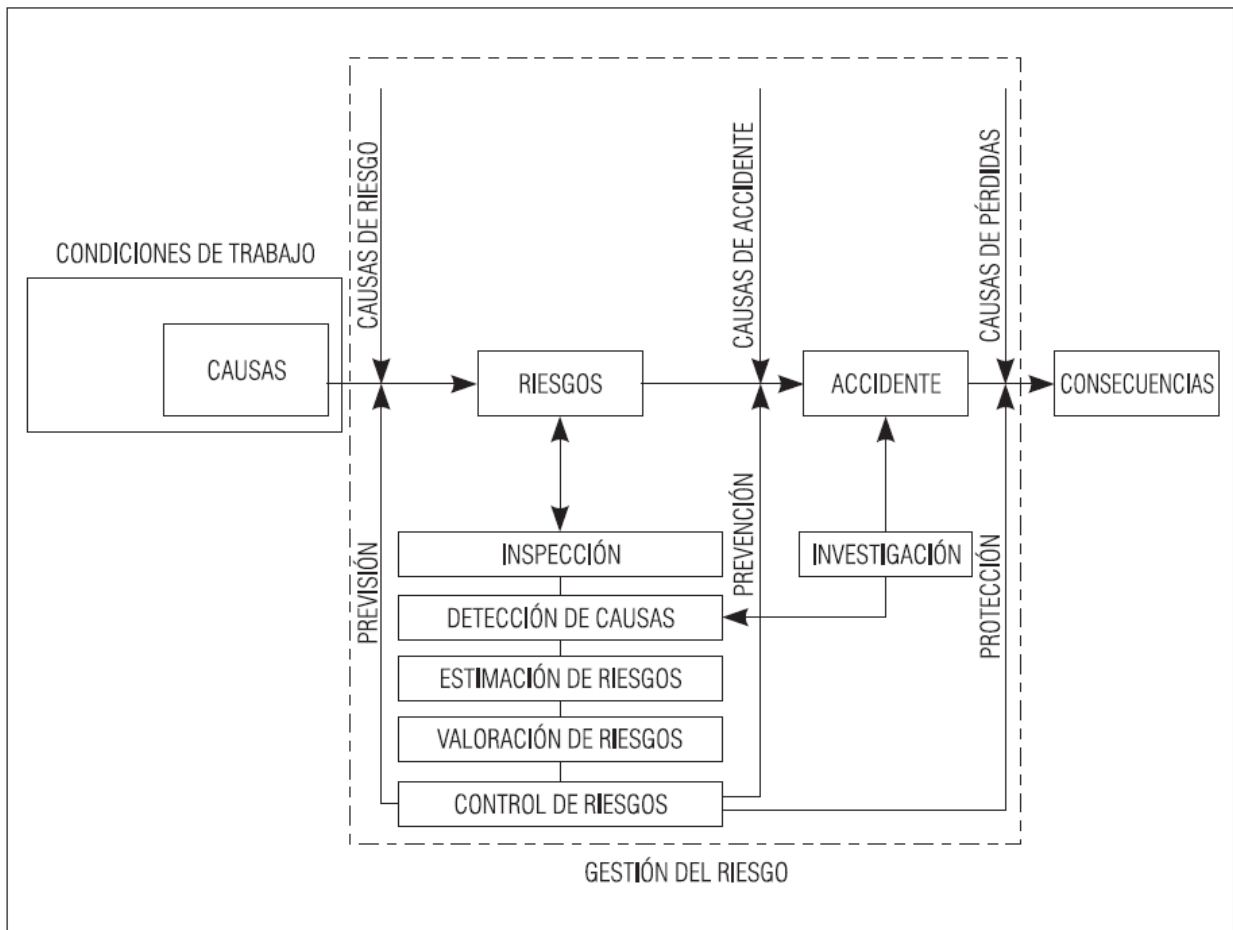 CAUSAS DE RIESGO
CAUSAS DE ACCIDENTE
CAUSAS DE PÉRDIDAS
CONDICIONES DE TRABAJO
CAUSAS
RIESGOS
ACCIDENTE
CONSECUENCIAS
PREVISIÓN
PREVENCIÓN
PROTECCIÓN
INSPECCIÓN
INVESTIGACIÓN
DETECCIÓN DE CAUSAS
ESTIMACIÓN DE RIESGOS
VALORACIÓN DE RIESGOS
CONTROL DE RIESGOS
GESTIÓN DEL RIESGO